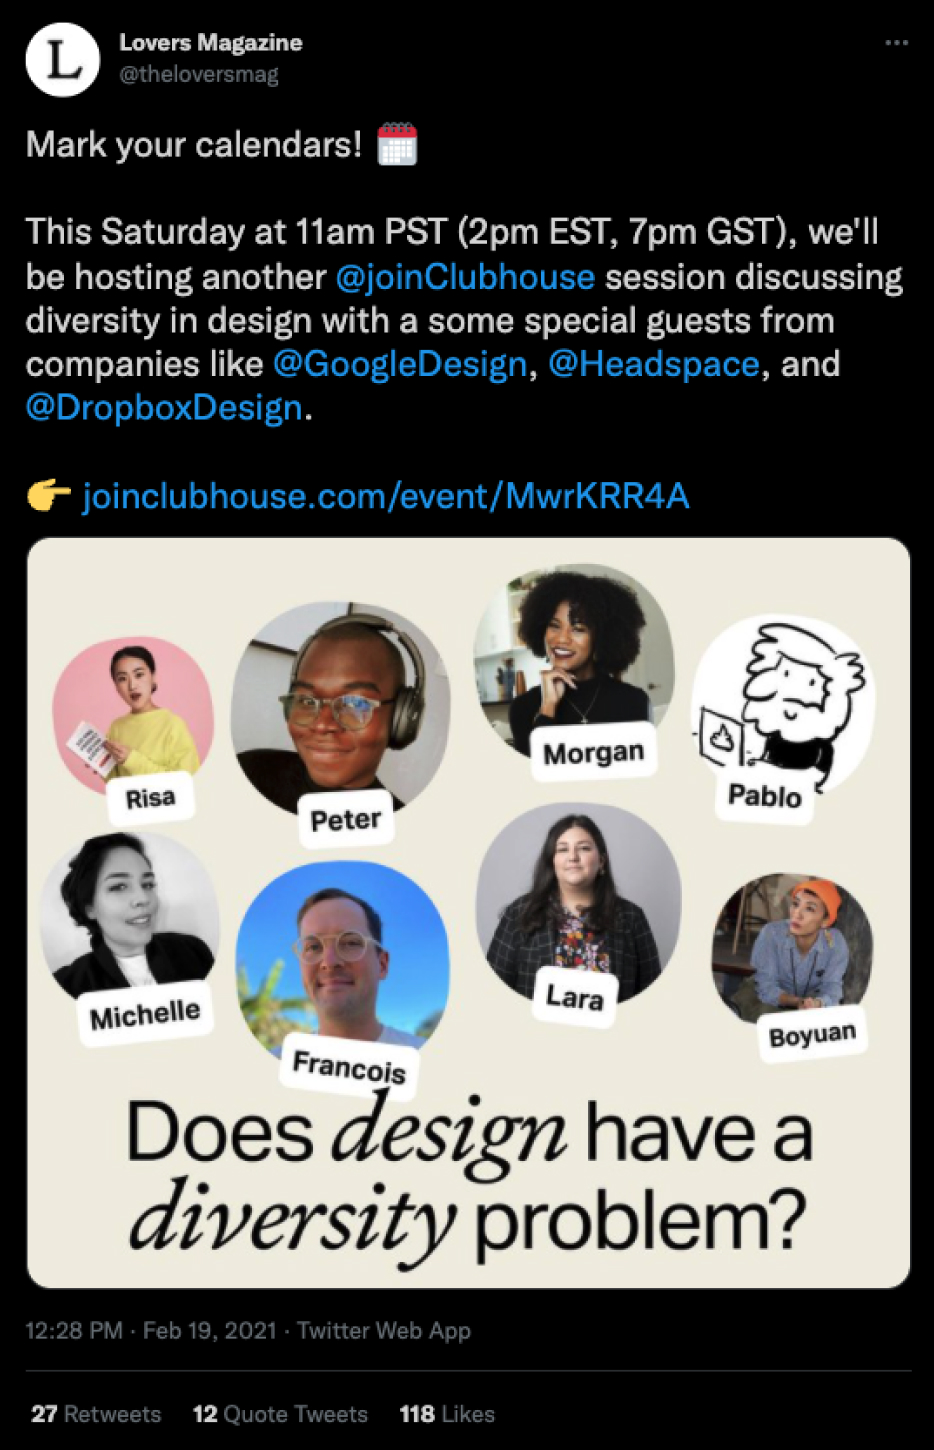 L
Lovers Magazine
@theloversmag
Mark your calendars!
This Saturday at 11am PST (2pm EST, 7pm GST), we'll
be hosting another @joinClubhouse session discussing
diversity in design with a some special guests from
companies like @GoogleDesign, @Headspace, and
@DropboxDesign.
joinclubhouse.com/event/MwrKRR4A
Risa
Peter
Morgan
Pablo
Michelle
Francois
Lara
Boyuan
Does design have a
diversity problem?
12:28 PM · Feb 19, 2021 · Twitter Web App
27 Retweets 12 Quote Tweets 118 Likes